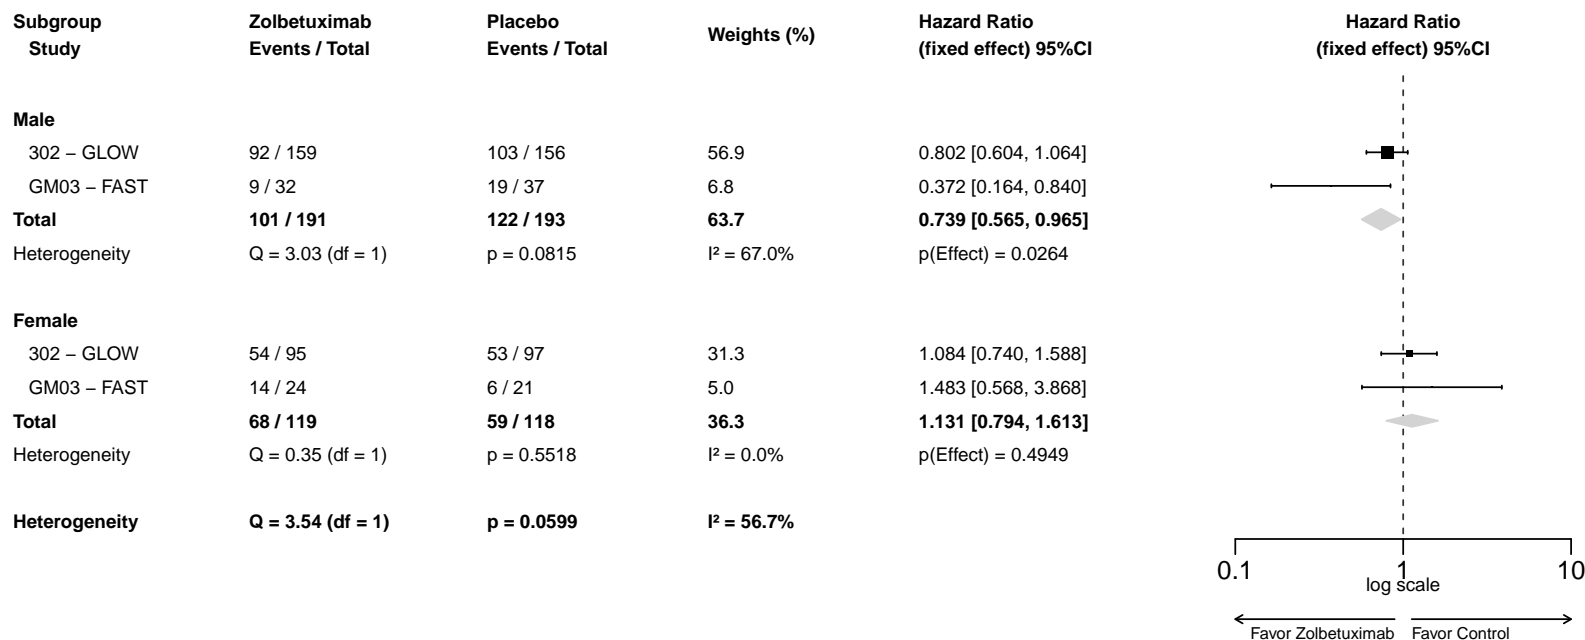 Subgroup Zolbetuximab Placebo Weights (%) Hazard Ratio Hazard Ratio
Study Events / Total Events / Total (fixed effect) 95%CI (fixed effect) 95%CI
Male
302 – GLOW 92 / 159 103 / 156 56.9 0.802 [0.604, 1.064]
GM03 – FAST 9 / 32 19 / 37 6.8 0.372 [0.164, 0.840]
Total 101 / 191 122 / 193 63.7 0.739 [0.565, 0.965]
Heterogeneity Q = 3.03 (df = 1) p = 0.0815 I² = 67.0% p(Effect) = 0.0264
Female
302 – GLOW 54 / 95 53 / 97 31.3 1.084 [0.740, 1.588]
GM03 – FAST 14 / 24 6 / 21 5.0 1.483 [0.568, 3.868]
Total 68 / 119 59 / 118 36.3 1.131 [0.794, 1.613]
Heterogeneity Q = 0.35 (df = 1) p = 0.5518 I² = 0.0% p(Effect) = 0.4949
Heterogeneity Q = 3.54 (df = 1) p = 0.0599 I² = 56.7%
0.1 1 10
log scale
Favor Zolbetuximab Favor Control